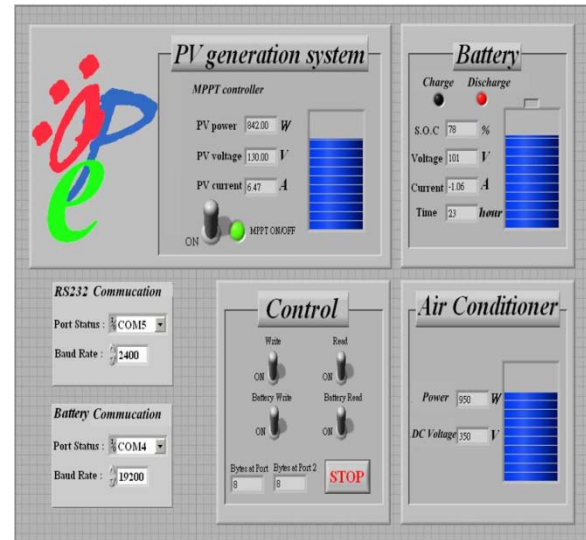 PV generation system
MPPT controller
PV power 842.00 W
PV voltage 130.00 V
PV current 6.47 A
ON MPPT ON/OFF
Battery
Charge Discharge
S.O.C 78 %
Voltage 101 V
Current -1.06 A
Time 23 hour
RS232 Commucation
Port Status : COM5
Baud Rate : 2400
Battery Commucation
Port Status : COM4
Baud Rate : 19200
Control
Write Read
ON ON
Battery Write Battery Read
ON ON
Bytes at Port Bytes at Port 2
8 8
STOP
Air Conditioner
Power 950 W
DC Voltage 350 V